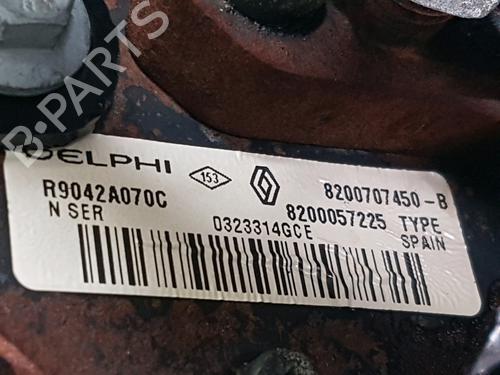 B-PARTS
DELPHI 153 8200707450-B
R9042A070C 8200057225 TYPE
N SER 0323314GCE SPAIN